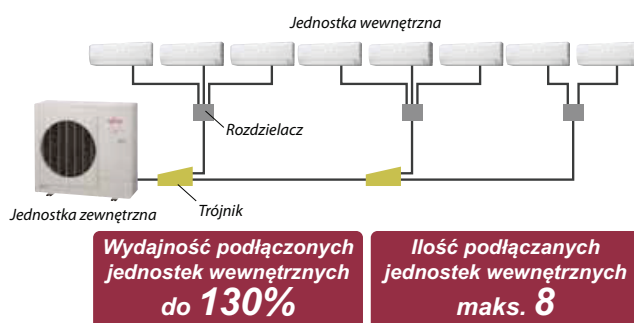 Jednostka wewnętrzna
Rozdzielacz
Trójnik
Jednostka zewnętrzna
Wydajność podłączonych
jednostek wewnętrznych
do 130%
Ilość podłączanych
jednostek wewnętrznych
maks. 8